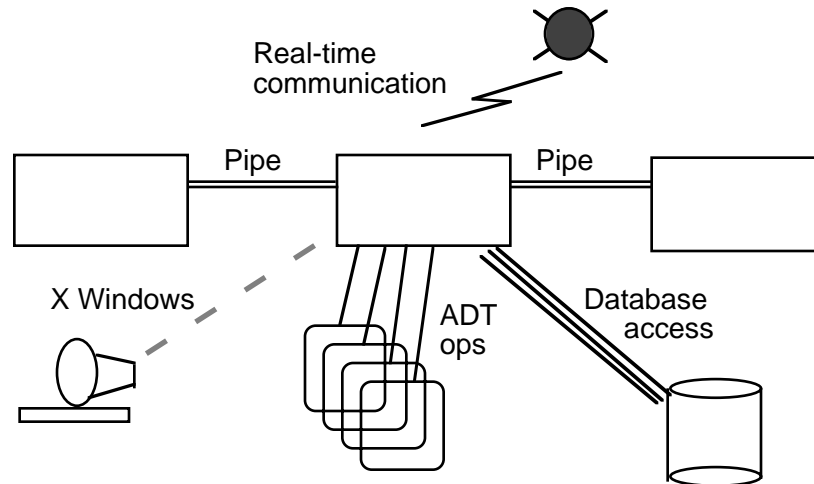 Real-time
communication
Pipe
Pipe
X Windows
ADT
ops
Database
access